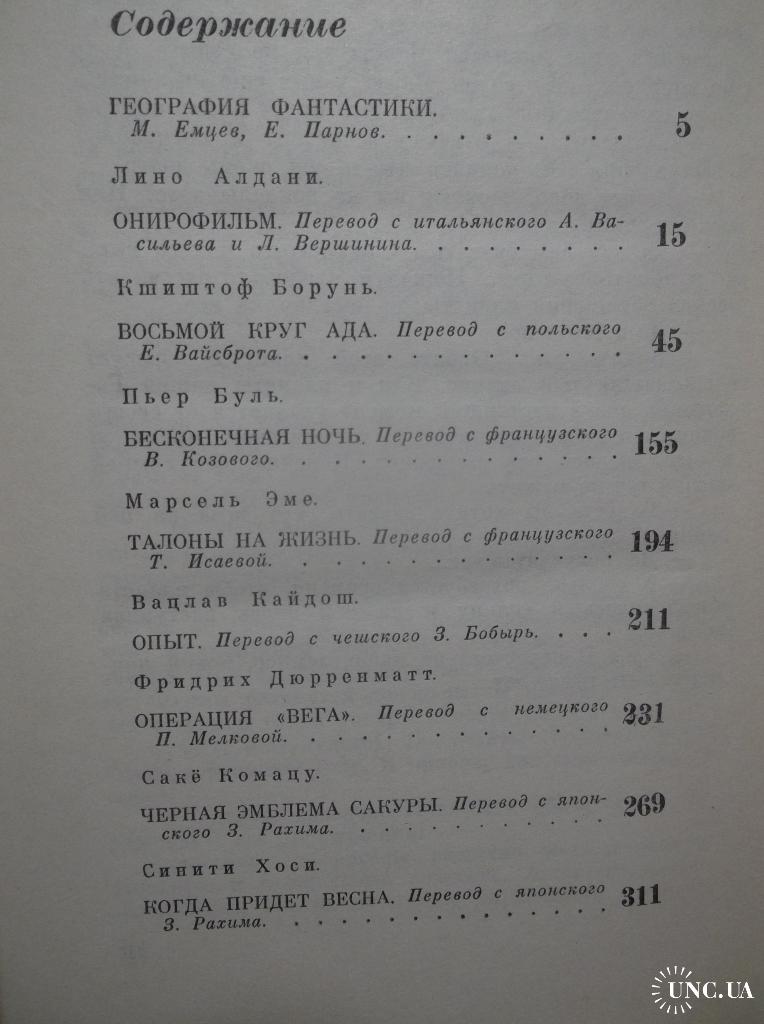 Содержание
ГЕОГРАФИЯ ФАНТАСТИКИ.
М. Емцев, Е. Парнов. . . . . . . . . . 5
Лино Алдани.
ОНИРОФИЛЬМ. Перевод с итальянского А. Ва-
сильева и Л. Вершинина. . . . . . . . . 15
Кшиштоф Борунь.
ВОСЬМОЙ КРУГ АДА. Перевод с польского
Е. Вайсброта. . . . . . . . . . . . . 45
Пьер Буль.
БЕСКОНЕЧНАЯ НОЧЬ. Перевод с французского
В. Козового. . . . . . . . . . . . . 155
Марсель Эме.
ТАЛОНЫ НА ЖИЗНЬ. Перевод с французского
Т. Исаевой. . . . . . . . . . . . . 194
Вацлав Кайдош.
ОПЫТ. Перевод с чешского З. Бобырь. . . . 211
Фридрих Дюрренматт.
ОПЕРАЦИЯ «ВЕГА». Перевод с немецкого
П. Мелковой. . . . . . . . . . . . . 231
Сакё Комацу.
ЧЕРНАЯ ЭМБЛЕМА САКУРЫ. Перевод с япон-
ского З. Рахима. . . . . . . . . . . 269
Синити Хоси.
КОГДА ПРИДЕТ ВЕСНА. Перевод с японского
З. Рахима. . . . . . . . . . . . . . 311
UNC.UA